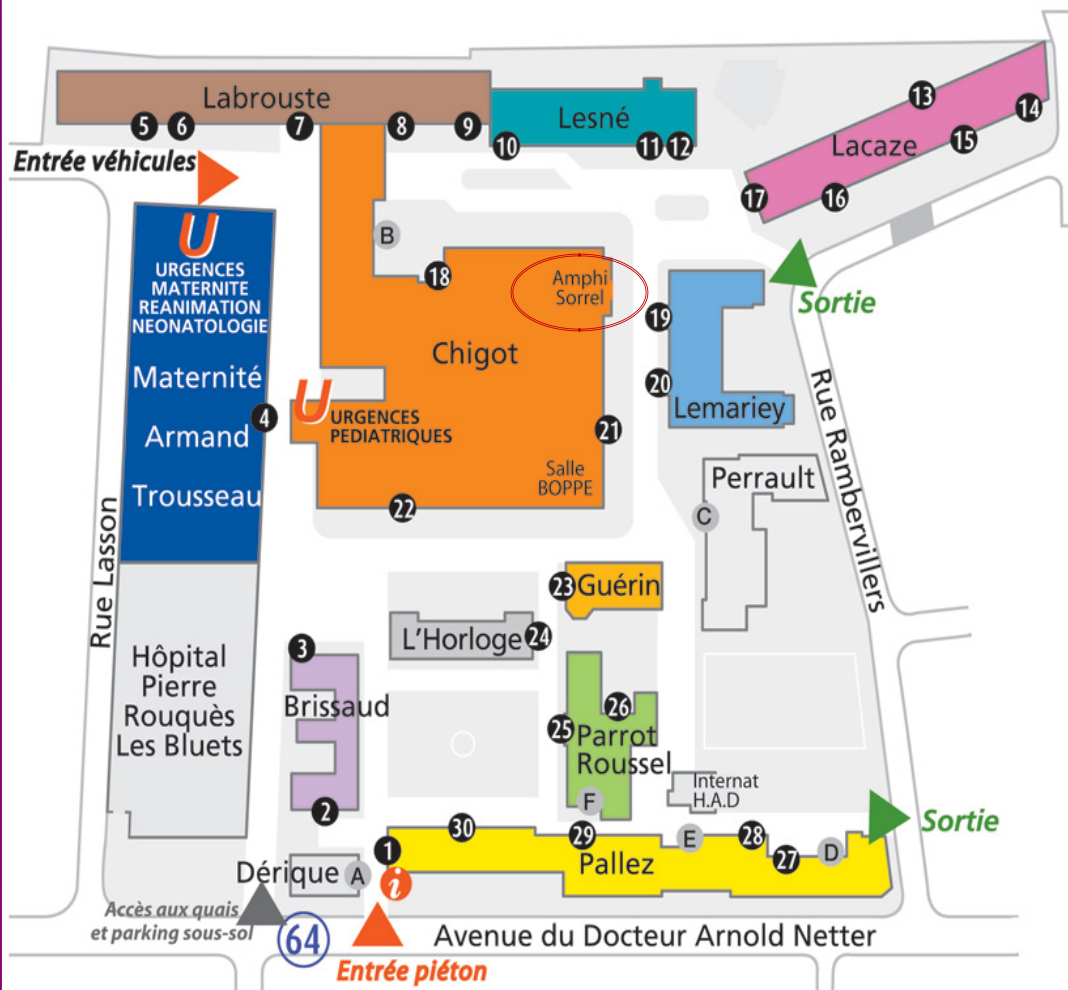 Labrouste
Lesné
Lacaze
5
6
7
8
9
10
11
12
13
14
15
16
17
Entrée véhicules
U
URGENCES
MATERNITE
REANIMATION
NEONATOLOGIE
Maternité
Armand
Trousseau
4
B
18
Amphi
Sorrel
Chigot
U
URGENCES
PEDIATRIQUES
21
Salle
BOPPE
22
19
20
Lemariey
Sortie
Rue Rambervillers
Perrault
C
Rue Lasson
Hôpital
Pierre
Rouquès
Les Bluets
3
Brissaud
2
L'Horloge
24
23
Guérin
25
26
Parrot
Roussel
F
Internat
H.A.D
Sortie
30
29
E
28
27
D
1
Pallez
Dérique
A
i
Accès aux quais
et parking sous-sol
64
Entrée piéton
Avenue du Docteur Arnold Netter